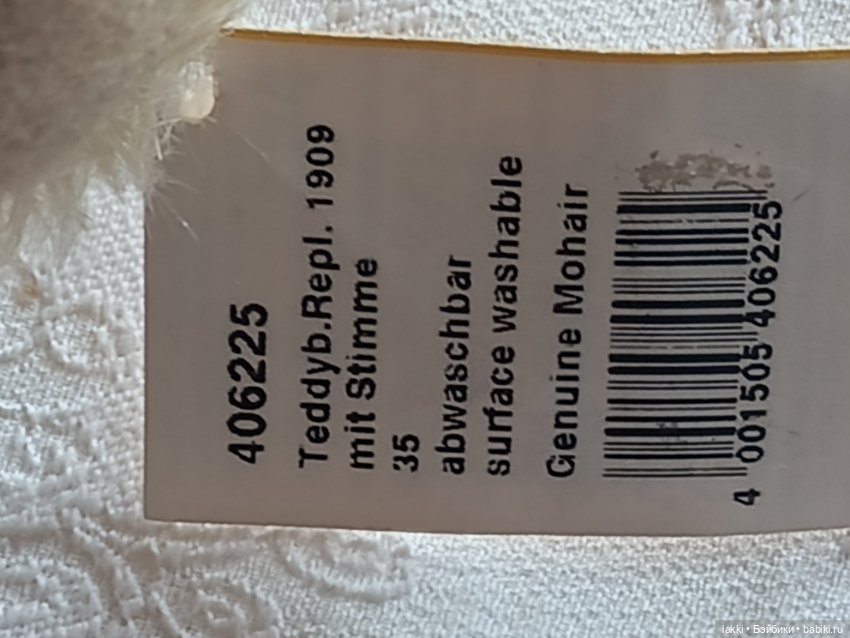 406225
Teddyb.Repl. 1909
mit Stimme
35
abwaschbar
surface washable
Genuine Mohair
4 001505 406225
lakki • Бэйбики • babiki.ru